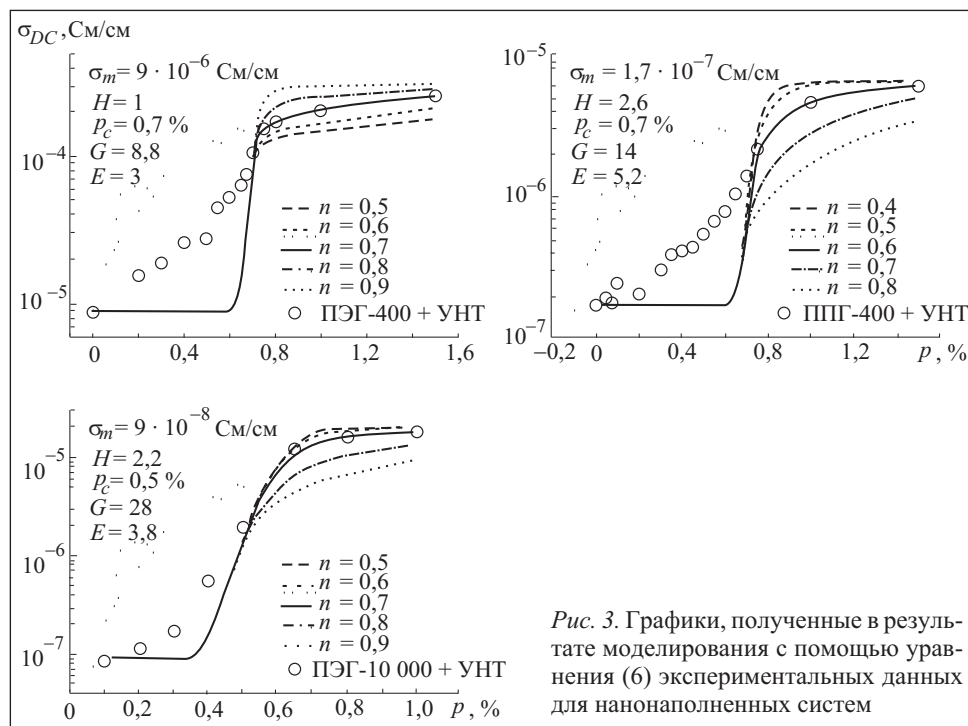 σDC, См/см
σm = 9 · 10⁻⁶ См/см
H = 1
pc = 0,7 %
G = 8,8
E = 3
10⁻⁴
10⁻⁵
n = 0,5
n = 0,6
n = 0,7
n = 0,8
n = 0,9
ПЭГ-400 + УНТ
0 0,4 0,8 1,2 1,6
10⁻⁵
σm = 1,7 · 10⁻⁷ См/см
H = 2,6
pc = 0,7 %
G = 14
E = 5,2
10⁻⁶
10⁻⁷
n = 0,4
n = 0,5
n = 0,6
n = 0,7
n = 0,8
ППГ-400 + УНТ
–0,2 0 0,4 0,8 1,2 p, %
σm = 9 · 10⁻⁸ См/см
H = 2,2
pc = 0,5 %
G = 28
E = 3,8
10⁻⁵
10⁻⁶
10⁻⁷
n = 0,5
n = 0,6
n = 0,7
n = 0,8
n = 0,9
ПЭГ-10 000 + УНТ
0 0,2 0,4 0,6 0,8 1,0 p, %
Рис. 3. Графики, полученные в резуль-
тате моделирования с помощью урав-
нения (6) экспериментальных данных
для нанонаполненных систем